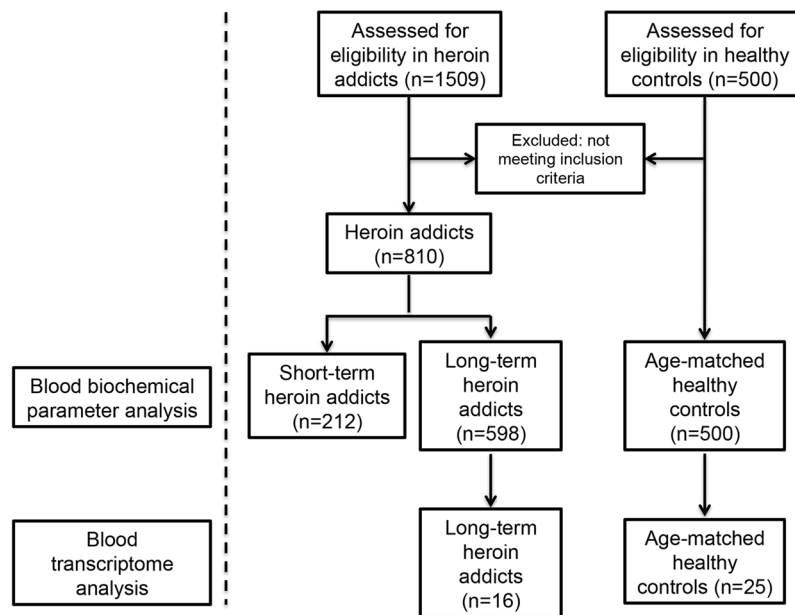 Assessed for
eligibility in heroin
addicts (n=1509)
Assessed for
eligibility in healthy
controls (n=500)
Excluded: not
meeting inclusion
criteria
Heroin addicts
(n=810)
Blood biochemical
parameter analysis
Short-term
heroin addicts
(n=212)
Long-term
heroin
addicts
(n=598)
Age-matched
healthy
controls
(n=500)
Blood
transcriptome
analysis
Long-term
heroin
addicts
(n=16)
Age-matched
healthy
controls (n=25)